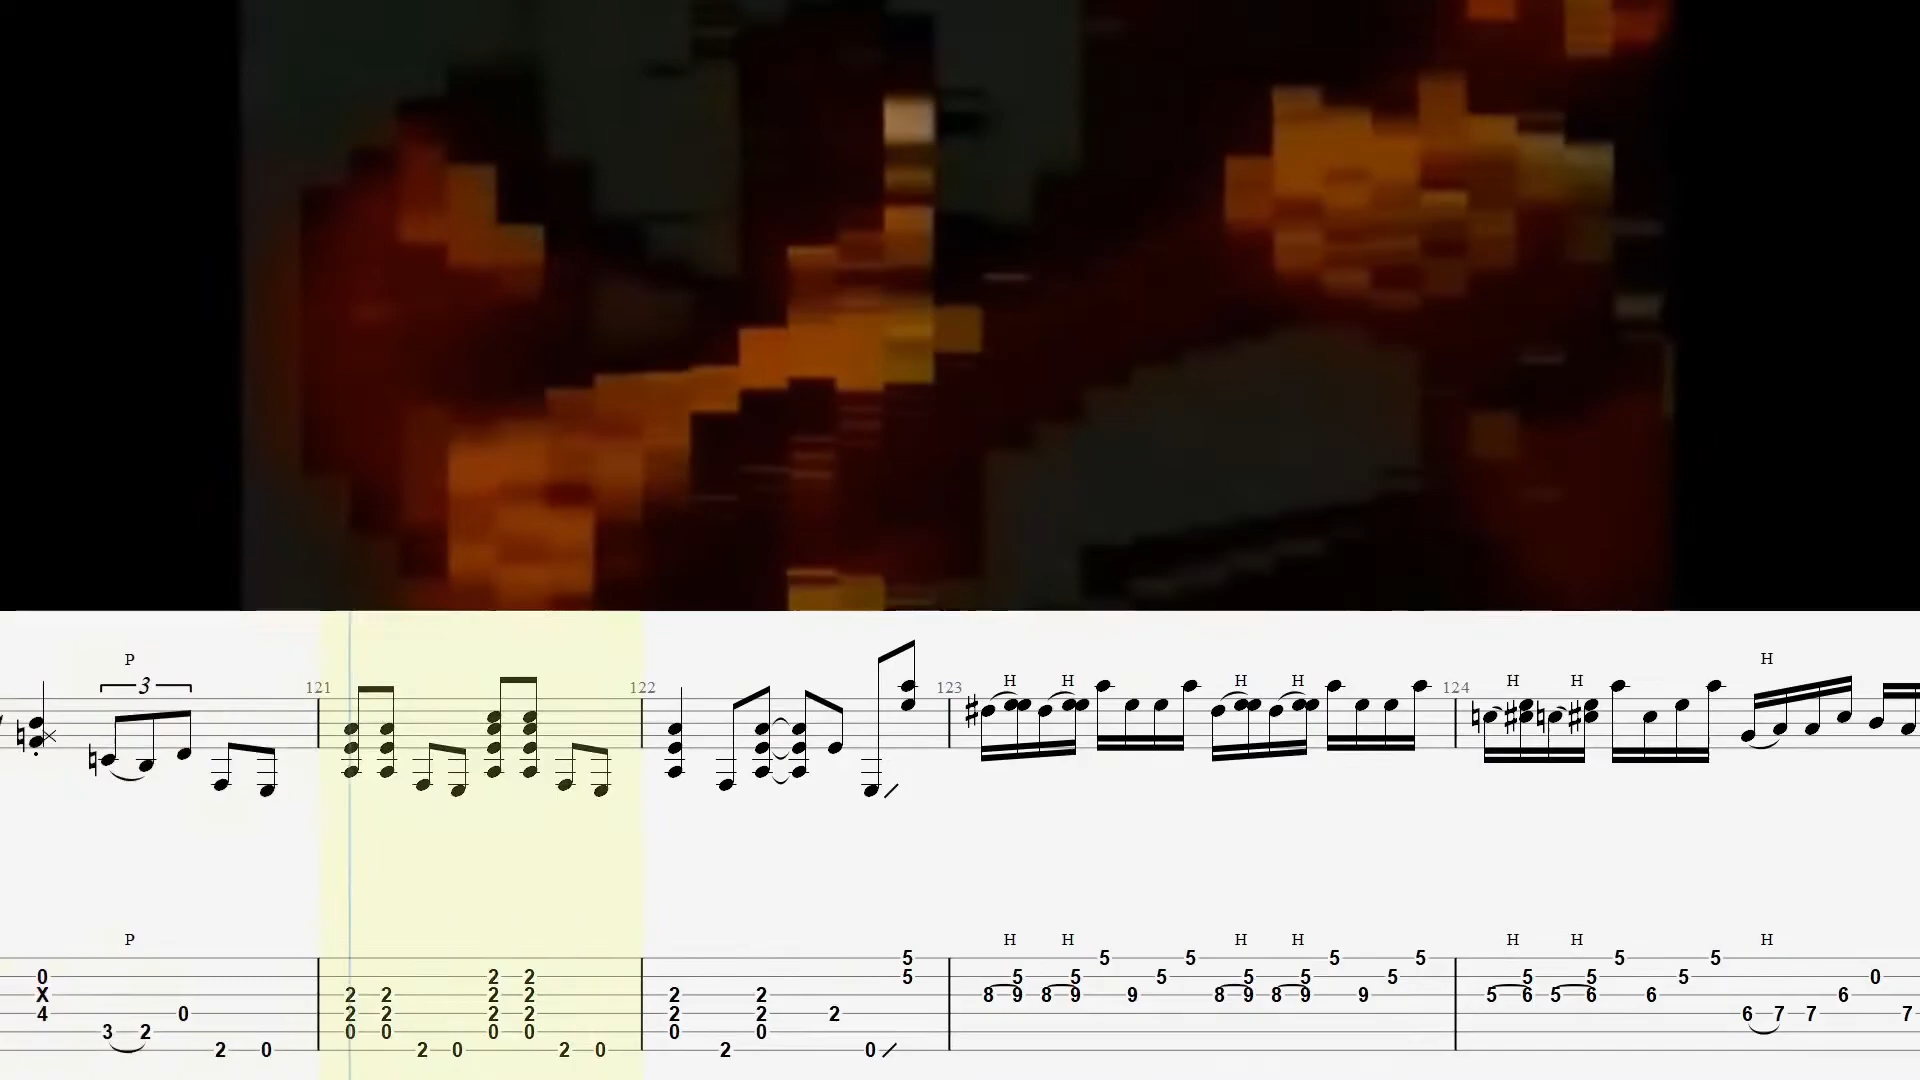 P
3
121
122
123
H H H H
124
H H H
P
0
X
4
3 2 0 2 0
2 2 2 2
2 2 2 2
2 2 2 2
0 0 2 0 0 0 2 0
2 2
2 2 2
0 2 0 0
5
5
H H H H
8 5 9 8 5 9 5 9 5 5 8 5 9 8 5 9 5 9 5 5
H H H
5 5 6 5 5 6 5 6 5 5 6 7 7 6 0 7